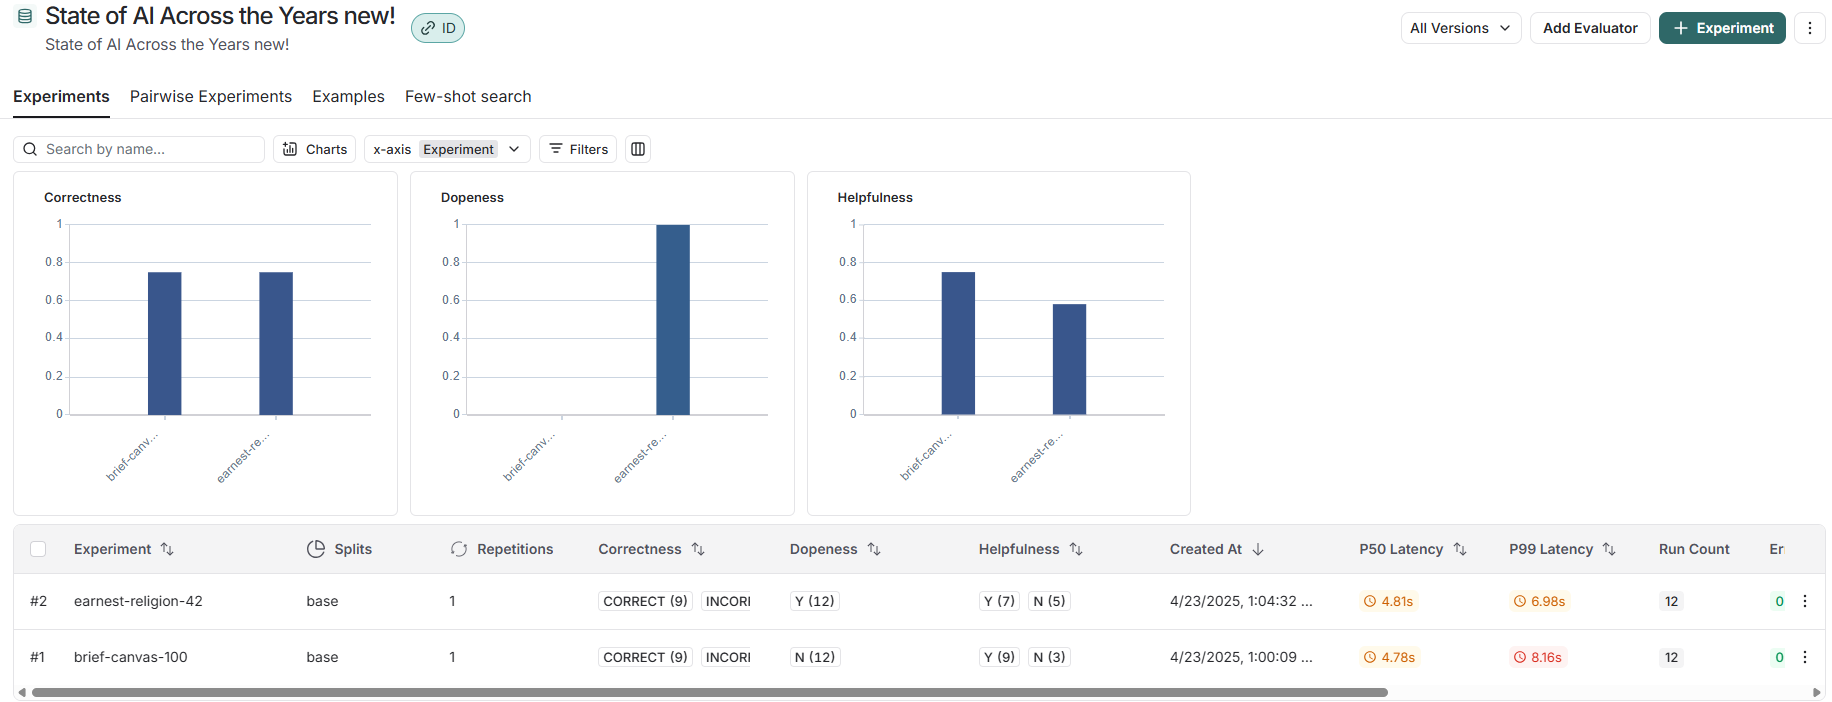 State of AI Across the Years new!
ID
State of AI Across the Years new!
All Versions
Add Evaluator
+ Experiment
Experiments
Pairwise Experiments
Examples
Few-shot search
Search by name...
Charts
x-axis Experiment
Filters
Correctness
1
0.8
0.6
0.4
0.2
0
brief-canv...
earnest-re...
Dopeness
1
0.8
0.6
0.4
0.2
0
brief-canv...
earnest-re...
Helpfulness
1
0.8
0.6
0.4
0.2
0
brief-canv...
earnest-re...
Experiment Splits Repetitions Correctness Dopeness Helpfulness Created At P50 Latency P99 Latency Run Count Er
#2 earnest-religion-42 base 1 CORRECT (9) INCORI Y (12) Y (7) N (5) 4/23/2025, 1:04:32 ... 4.81s 6.98s 12 0
#1 brief-canvas-100 base 1 CORRECT (9) INCORI N (12) Y (9) N (3) 4/23/2025, 1:00:09 ... 4.78s 8.16s 12 0